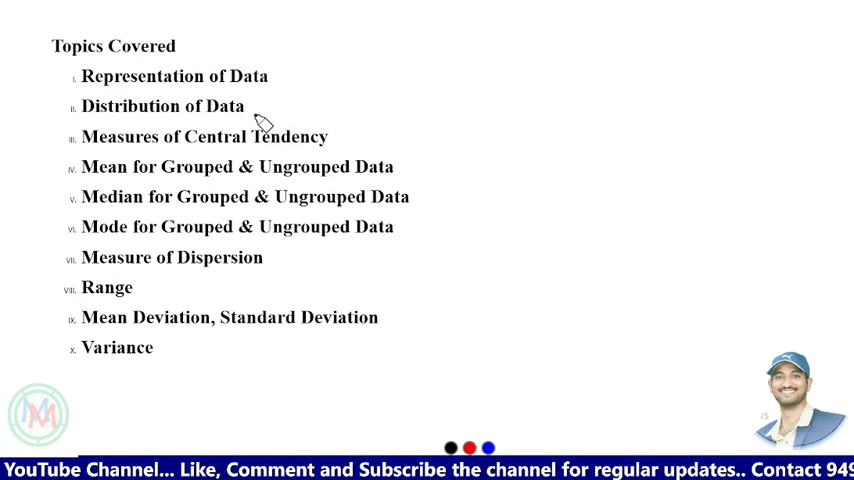 Topics Covered
I. Representation of Data
II. Distribution of Data
III. Measures of Central Tendency
IV. Mean for Grouped & Ungrouped Data
V. Median for Grouped & Ungrouped Data
VI. Mode for Grouped & Ungrouped Data
VII. Measure of Dispersion
VIII. Range
IX. Mean Deviation, Standard Deviation
X. Variance
MM
YouTube Channel... Like, Comment and Subscribe the channel for regular updates.. Contact 949